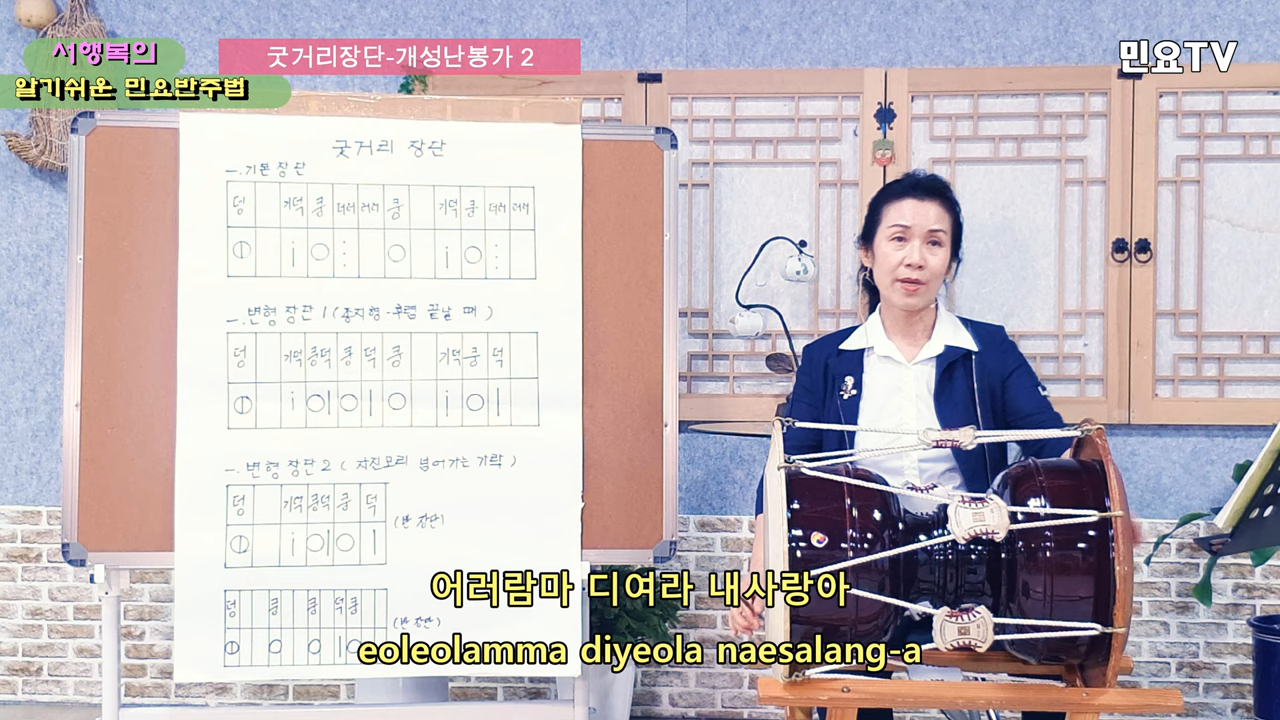 서행복의
알기쉬운 민요반주법
굿거리장단-개성난봉가 2
민요TV
굿거리 장단
一. 기본장단
덩 기덕 쿵 더러 러러 쿵 기덕 쿵 더러 러러
一. 변형 장단 1 (종지형-후렴 끝날 때)
덩 기덕 쿵덕 쿵 덕 쿵 기덕 쿵 덕
一. 변형 장단 2 (자진모리 넘어가는 가락)
덩 기덕 쿵덕 쿵 덕
(반 장단)
덩 쿵 쿵 덕쿵
(반 장단)
어러람마 디여라 내사랑아
eoleolamma diyeola naesalang-a